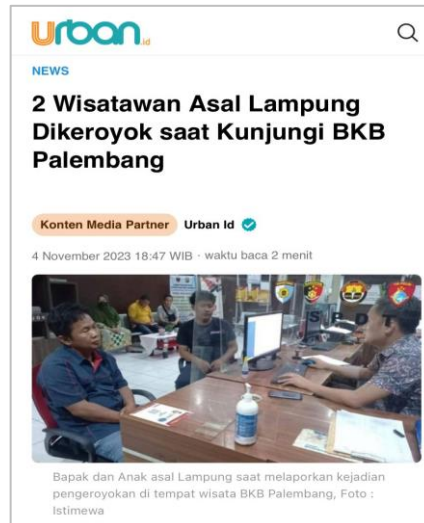 urban.id
NEWS
2 Wisatawan Asal Lampung
Dikeroyok saat Kunjungi BKB
Palembang
Konten Media Partner Urban Id
4 November 2023 18:47 WIB · waktu baca 2 menit
S P K T
Bapak dan Anak asal Lampung saat melaporkan kejadian
pengeroyokan di tempat wisata BKB Palembang, Foto :
Istimewa